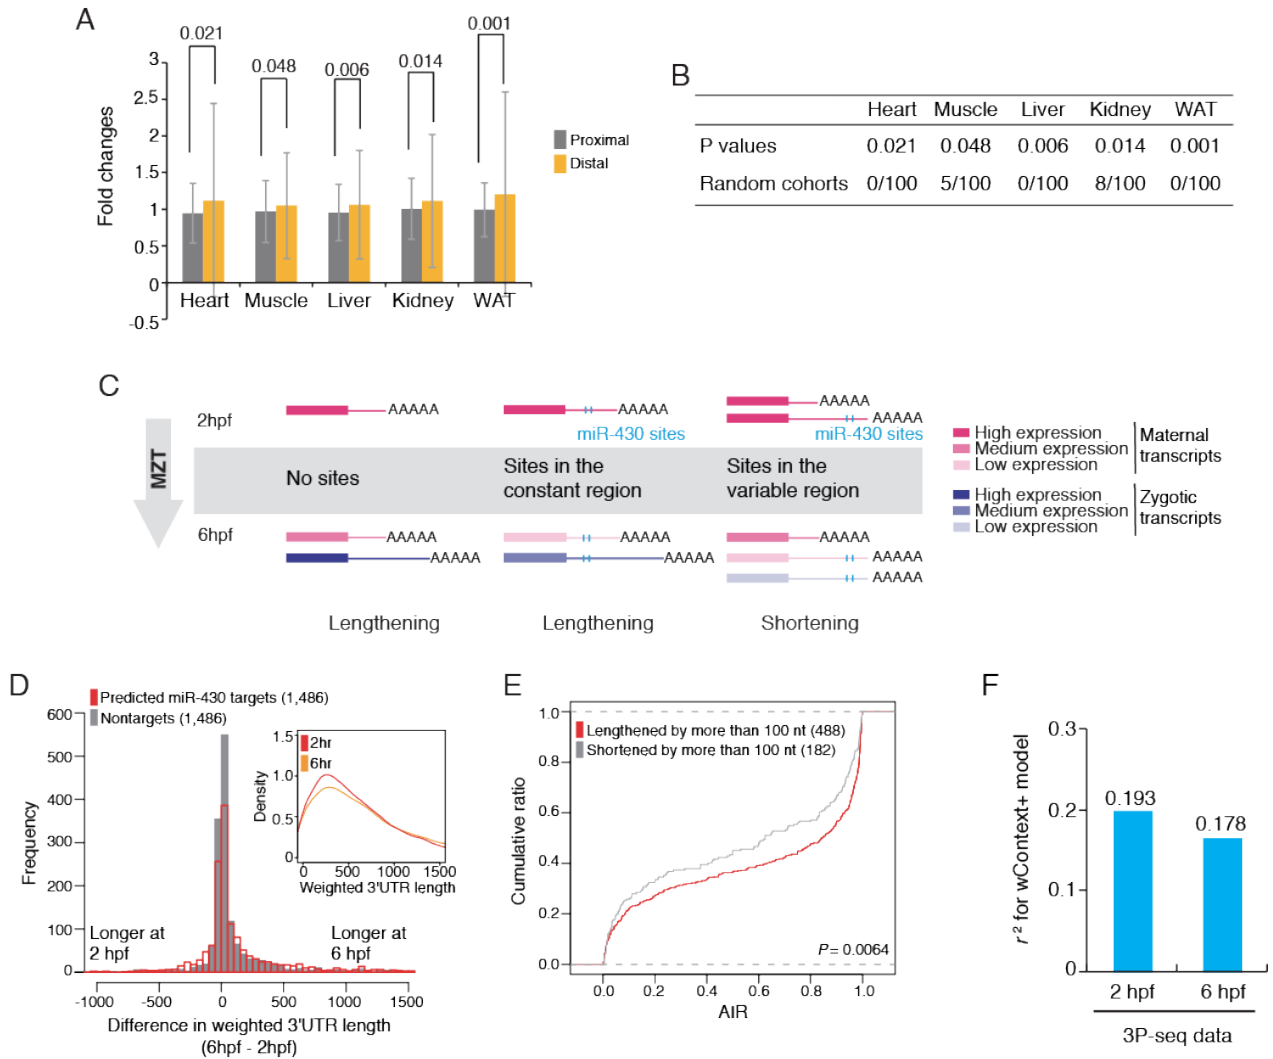 A
0.021
0.048
0.006
0.014
0.001
3
2.5
2
1.5
1
0.5
0
-0.5
Fold changes
Heart
Muscle
Liver
Kidney
WAT
Proximal
Distal
B
Heart Muscle Liver Kidney WAT
P values 0.021 0.048 0.006 0.014 0.001
Random cohorts 0/100 5/100 0/100 8/100 0/100
C
MZT
2hpf
AAAAA
AAAAA
miR-430 sites
AAAAA
AAAAA
miR-430 sites
No sites
Sites in the
constant region
Sites in the
variable region
6hpf
AAAAA
AAAAA
AAAAA
AAAAA
AAAAA
AAAAA
AAAAA
Lengthening
Lengthening
Shortening
High expression
Medium expression
Low expression
Maternal
transcripts
High expression
Medium expression
Low expression
Zygotic
transcripts
D
Predicted miR-430 targets (1,486)
Nontargets (1,486)
600
500
400
300
200
100
0
Frequency
Longer at
2 hpf
Longer at
6 hpf
-1000 -500 0 500 1000 1500
Difference in weighted 3'UTR length
(6hpf - 2hpf)
2hr
6hr
1.5
1.0
0.5
0
Density
0 500 1000 1500
Weighted 3'UTR length
E
Lengthened by more than 100 nt (488)
Shortened by more than 100 nt (182)
1.0
0.8
0.6
0.4
0.2
0.0
Cumulative ratio
P = 0.0064
0.0 0.2 0.4 0.6 0.8 1.0
AIR
F
0.3
0.2
0.1
0
r² for wContext+ model
0.193
0.178
2 hpf 6 hpf
3P-seq data